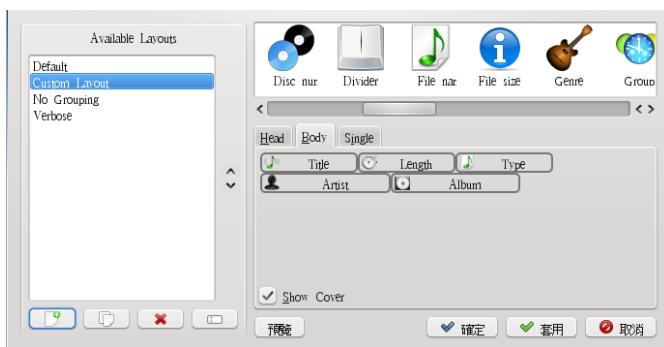 Available Layouts
Default
Custom Layout
No Grouping
Verbose
Disc nur
Divider
File nar
File size
Genre
Group
Head
Body
Single
Title
Length
Type
Artist
Album
Show Cover
預覽
確定
套用
取消